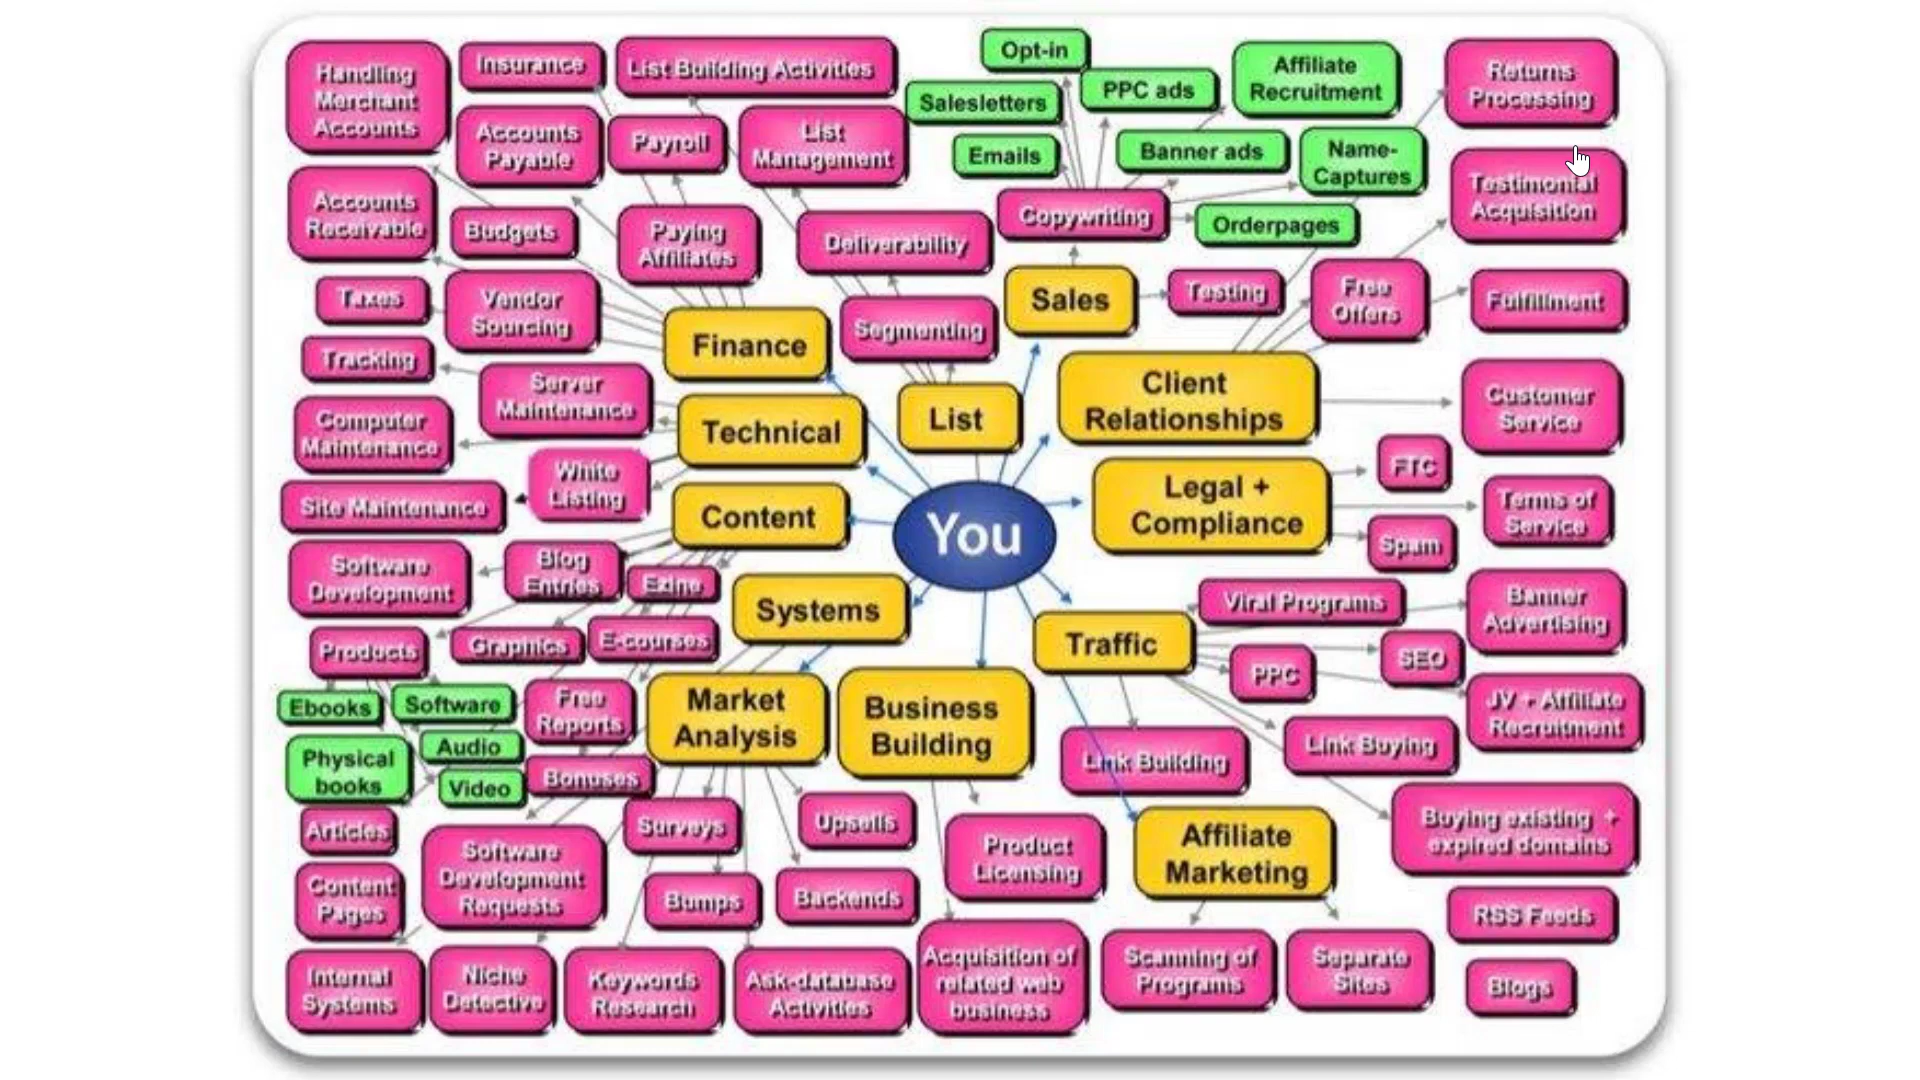 Handling
Merchant
Accounts
Insurance
List Building Activities
Opt-in
Affiliate
Recruitment
Returns
Processing
Salesletters
PPC ads
Accounts
Payable
Payroll
List
Management
Emails
Banner ads
Name-
Captures
Testimonial
Acquisition
Accounts
Receivable
Budgets
Paying
Affiliates
Deliverability
Copywriting
Orderpages
Taxes
Vendor
Sourcing
Finance
Segmenting
Sales
Testing
Free
Offers
Fulfillment
Tracking
Server
Maintenance
Technical
List
Client
Relationships
Customer
Service
Computer
Maintenance
White
Listing
Site Maintenance
Content
You
Legal +
Compliance
FTC
Terms of
Service
Spam
Software
Development
Blog
Entries
Ezine
Systems
Traffic
Viral Programs
Banner
Advertising
Products
Graphics
E-courses
PPC
SEO
Ebooks
Software
Free
Reports
Market
Analysis
Business
Building
Link Building
Link Buying
JV + Affiliate
Recruitment
Physical
books
Audio
Video
Bonuses
Articles
Software
Development
Requests
Surveys
Upsells
Product
Licensing
Affiliate
Marketing
Buying existing +
expired domains
Content
Pages
Bumps
Backends
RSS Feeds
Internal
Systems
Niche
Detective
Keywords
Research
Ask-database
Activities
Acquisition of
related web
business
Scanning of
Programs
Separate
Sites
Blogs